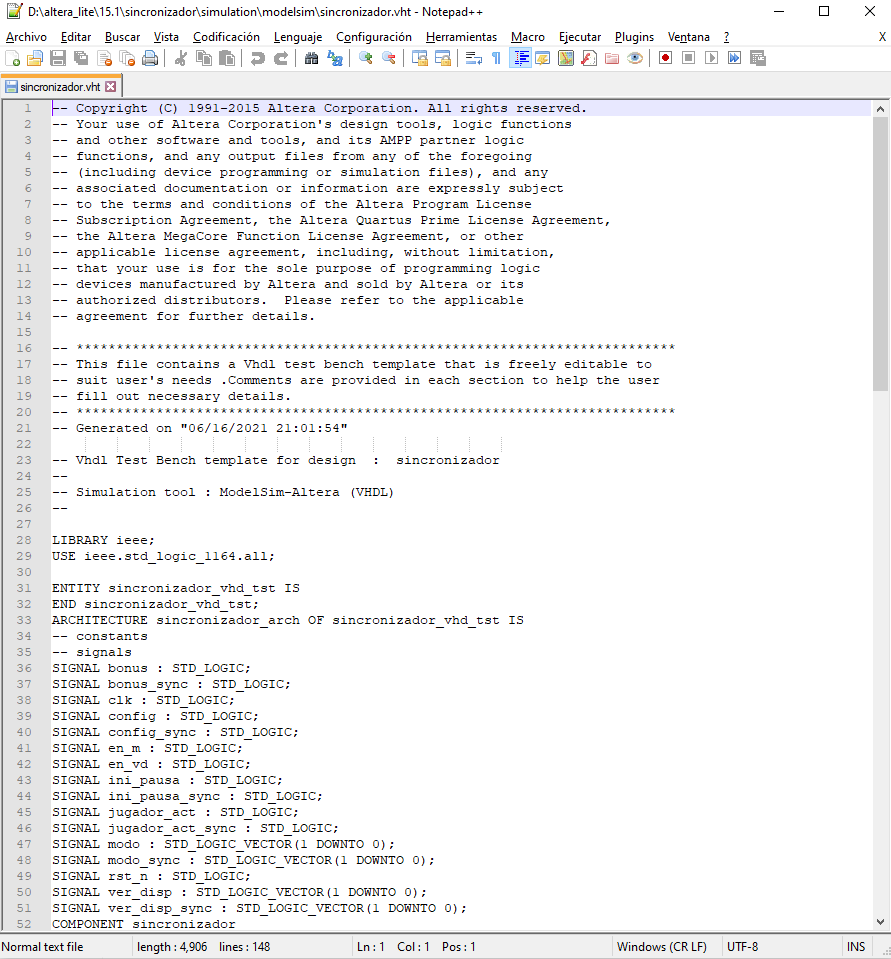 D:\altera_lite\15.1\sincronizador\simulation\modelsim\sincronizador.vht - Notepad++
Archivo Editar Buscar Vista Codificación Lenguaje Configuración Herramientas Macro Ejecutar Plugins Ventana ? X
sincronizador.vht
1 -- Copyright (C) 1991-2015 Altera Corporation. All rights reserved.
2 -- Your use of Altera Corporation's design tools, logic functions
3 -- and other software and tools, and its AMPP partner logic
4 -- functions, and any output files from any of the foregoing
5 -- (including device programming or simulation files), and any
6 -- associated documentation or information are expressly subject
7 -- to the terms and conditions of the Altera Program License
8 -- Subscription Agreement, the Altera Quartus Prime License Agreement,
9 -- the Altera MegaCore Function License Agreement, or other
10 -- applicable license agreement, including, without limitation,
11 -- that your use is for the sole purpose of programming logic
12 -- devices manufactured by Altera and sold by Altera or its
13 -- authorized distributors.  Please refer to the applicable
14 -- agreement for further details.
15
16 -- ***************************************************************************
17 -- This file contains a Vhdl test bench template that is freely editable to
18 -- suit user's needs .Comments are provided in each section to help the user
19 -- fill out necessary details.
20 -- ***************************************************************************
21 -- Generated on "06/16/2021 21:01:54"
22
23 -- Vhdl Test Bench template for design  :  sincronizador
24 --
25 -- Simulation tool : ModelSim-Altera (VHDL)
26 --
27
28 LIBRARY ieee;
29 USE ieee.std_logic_1164.all;
30
31 ENTITY sincronizador_vhd_tst IS
32 END sincronizador_vhd_tst;
33 ARCHITECTURE sincronizador_arch OF sincronizador_vhd_tst IS
34 -- constants
35 -- signals
36 SIGNAL bonus : STD_LOGIC;
37 SIGNAL bonus_sync : STD_LOGIC;
38 SIGNAL clk : STD_LOGIC;
39 SIGNAL config : STD_LOGIC;
40 SIGNAL config_sync : STD_LOGIC;
41 SIGNAL en_m : STD_LOGIC;
42 SIGNAL en_vd : STD_LOGIC;
43 SIGNAL ini_pausa : STD_LOGIC;
44 SIGNAL ini_pausa_sync : STD_LOGIC;
45 SIGNAL jugador_act : STD_LOGIC;
46 SIGNAL jugador_act_sync : STD_LOGIC;
47 SIGNAL modo : STD_LOGIC_VECTOR(1 DOWNTO 0);
48 SIGNAL modo_sync : STD_LOGIC_VECTOR(1 DOWNTO 0);
49 SIGNAL rst_n : STD_LOGIC;
50 SIGNAL ver_disp : STD_LOGIC_VECTOR(1 DOWNTO 0);
51 SIGNAL ver_disp_sync : STD_LOGIC_VECTOR(1 DOWNTO 0);
52 COMPONENT sincronizador
Normal text file length : 4,906 lines : 148 Ln : 1 Col : 1 Pos : 1 Windows (CR LF) UTF-8 INS